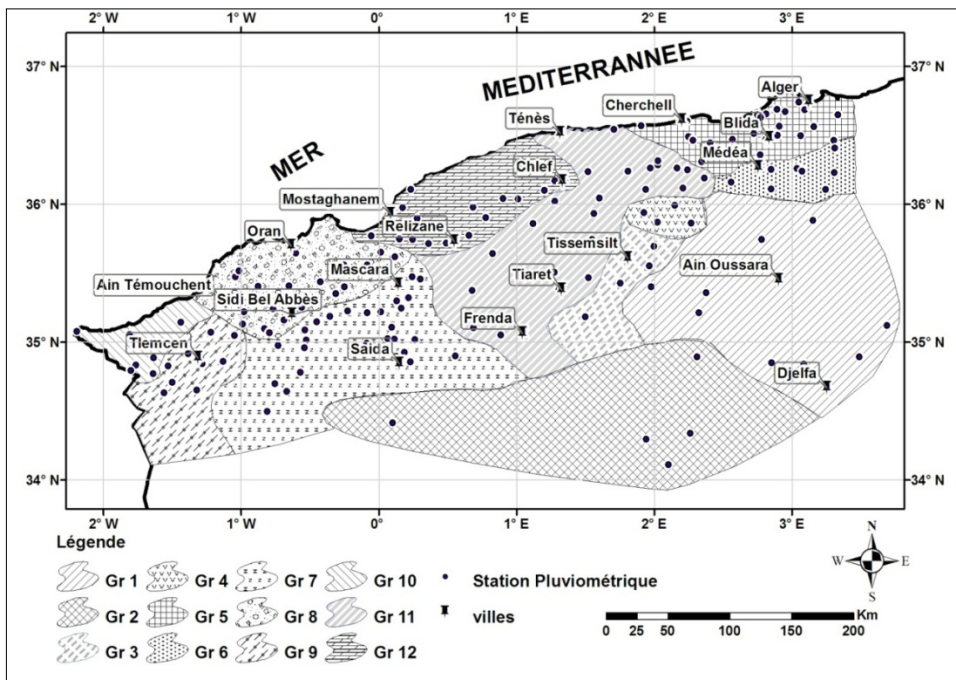 2° W 1° W 0° 1° E 2° E 3° E
37° N 37° N
MEDITERRANNEE
Alger
Cherchell
Ténès
Blida
Médéa
Chlef
MER
36° N 36° N
Mostaghanem
Relizane
Oran
Tissemsilt
Mascara
Ain Oussara
Ain Témouchent
Tiaret
Sidi Bel Abbès
Frenda
35° N 35° N
Tlemcen
Saida
Djelfa
34° N 34° N
2° W 1° W 0° 1° E 2° E 3° E
Légende
Gr 1 Gr 4 Gr 7 Gr 10 Station Pluviométrique
Gr 2 Gr 5 Gr 8 Gr 11 villes
Gr 3 Gr 6 Gr 9 Gr 12
N
W E
S
Km
0 25 50 100 150 200